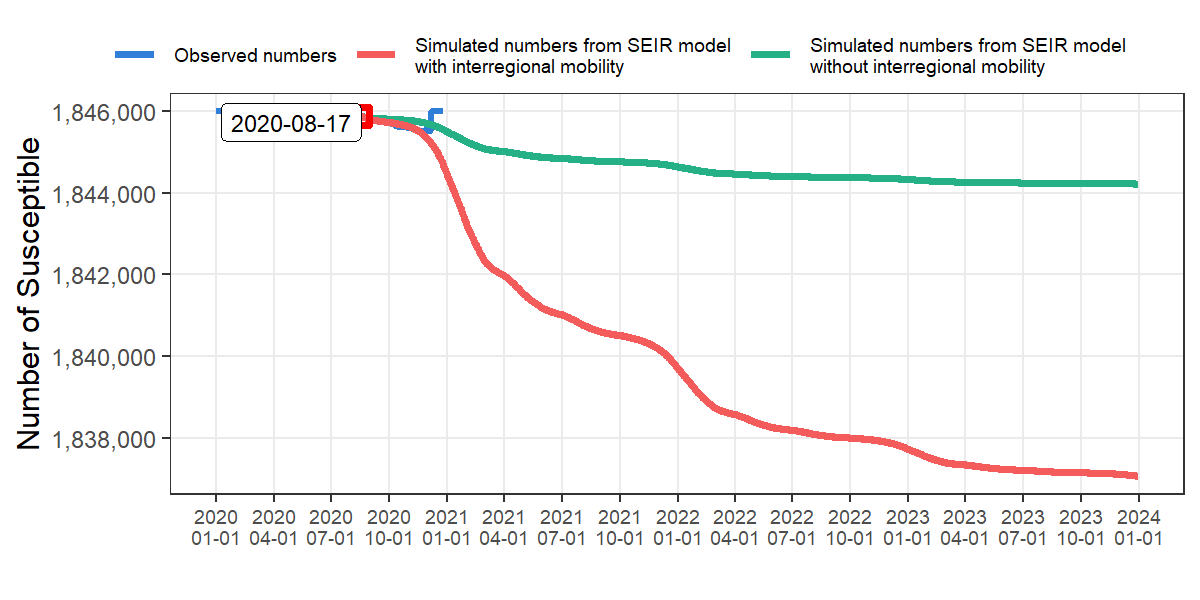 Observed numbers
Simulated numbers from SEIR model
with interregional mobility
Simulated numbers from SEIR model
without interregional mobility
Number of Susceptible
1,846,000
1,844,000
1,842,000
1,840,000
1,838,000
2020-08-17
2020 2020 2020 2020 2021 2021 2021 2021 2022 2022 2022 2022 2023 2023 2023 2023 2024
01-01 04-01 07-01 10-01 01-01 04-01 07-01 10-01 01-01 04-01 07-01 10-01 01-01 04-01 07-01 10-01 01-01